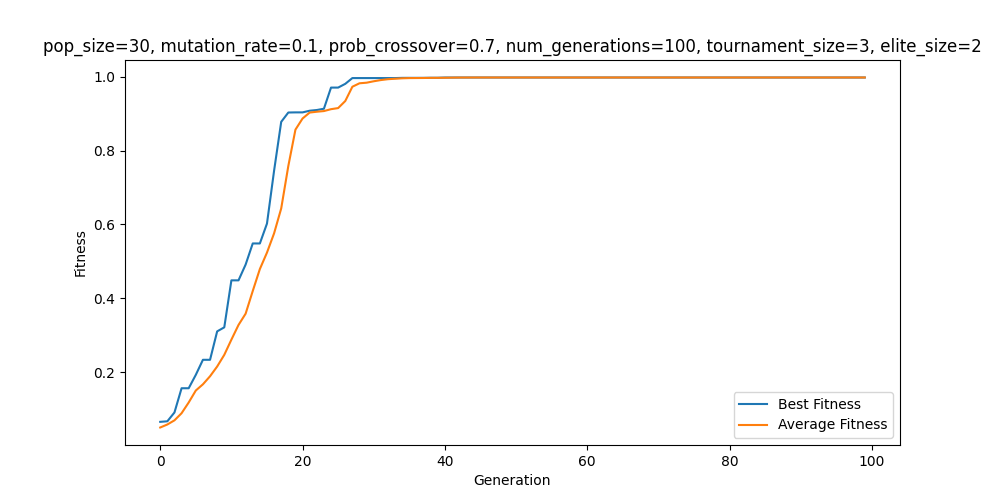 pop_size=30, mutation_rate=0.1, prob_crossover=0.7, num_generations=100, tournament_size=3, elite_size=2
1.0
0.8
0.6
0.4
0.2
Fitness
Best Fitness
Average Fitness
0 20 40 60 80 100
Generation